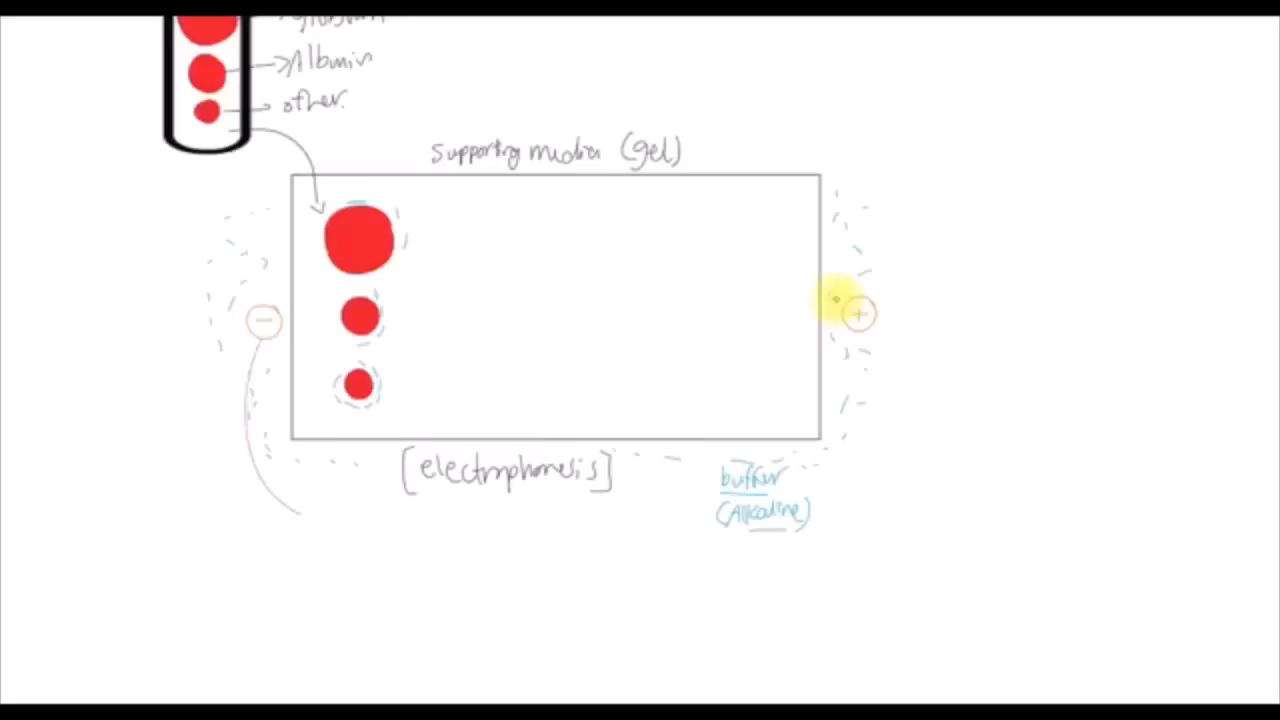 Albumin
other.
supporting media (gel)
−
+
[electrophoresis]
buffer
(Alkaline)